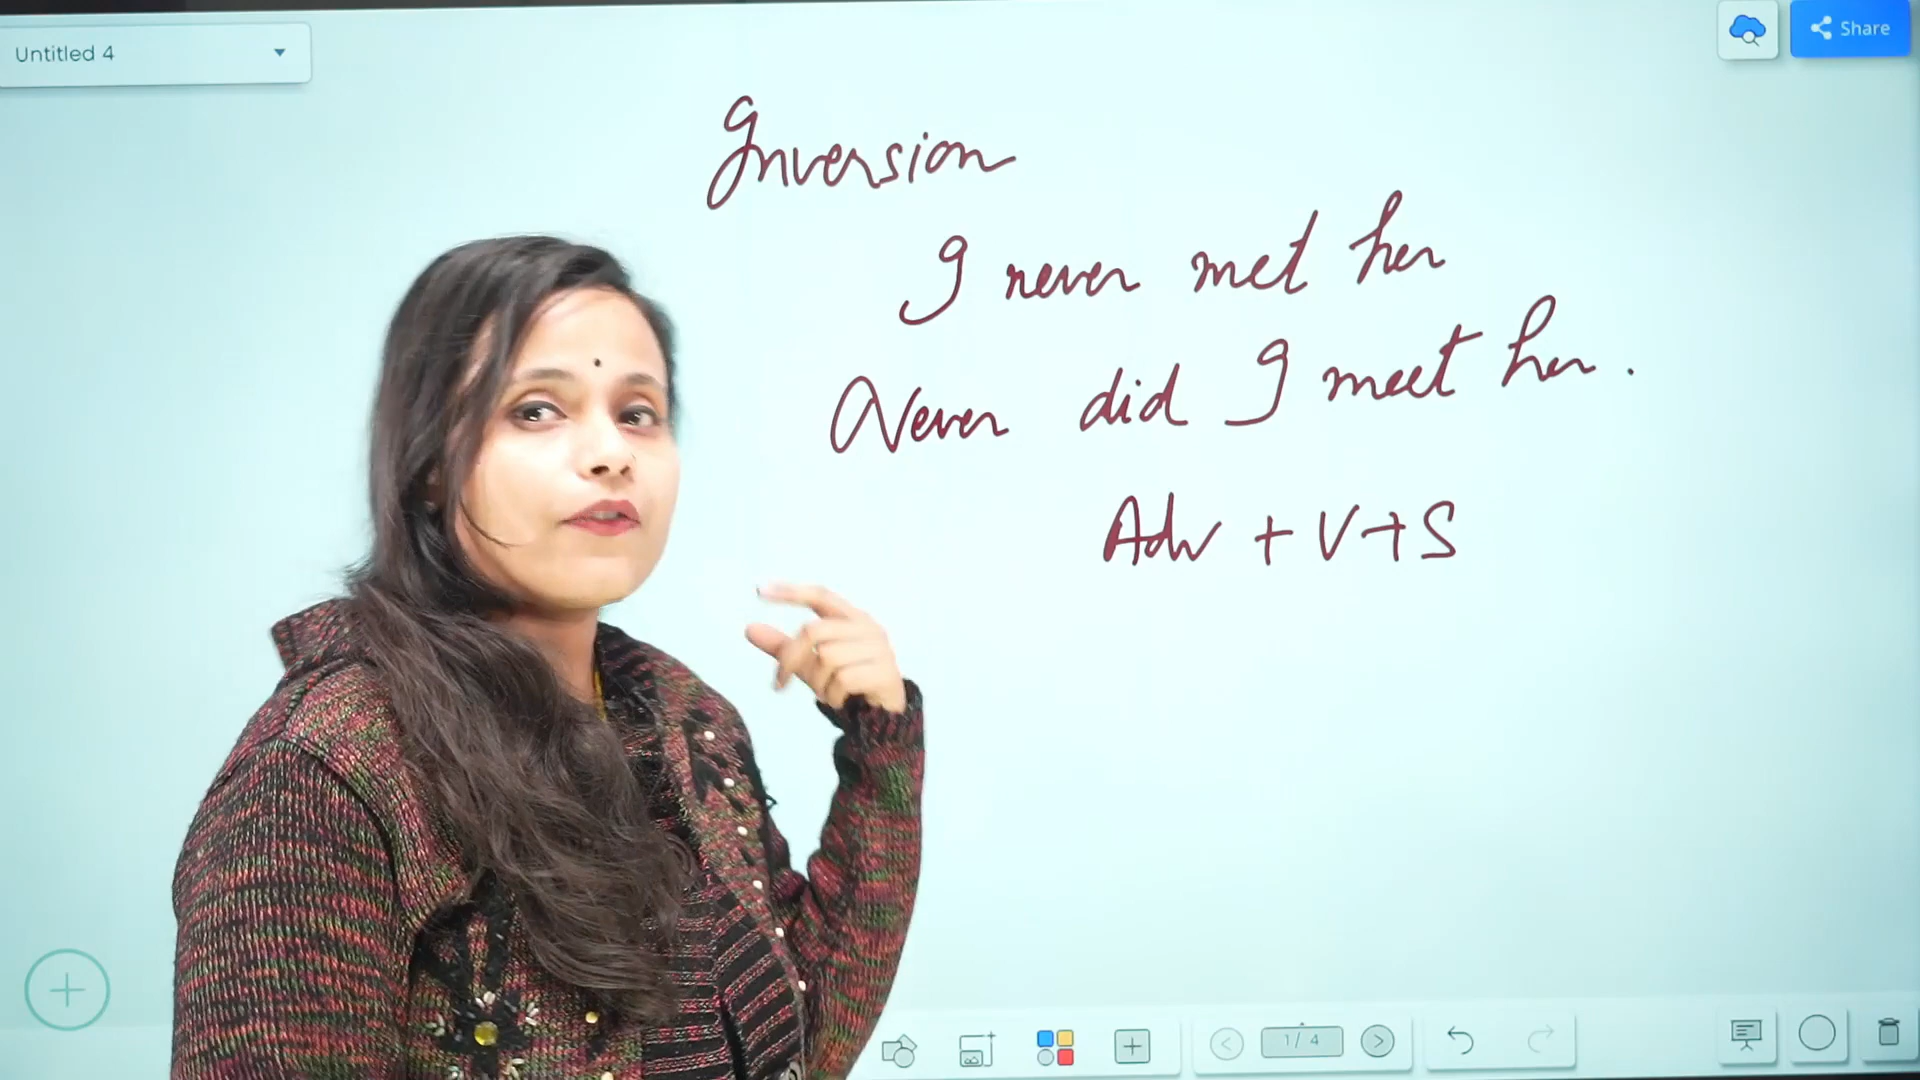 Untitled 4
Share
Inversion
I never met her
Never did I meet her.
Adv + V + S
1 / 4